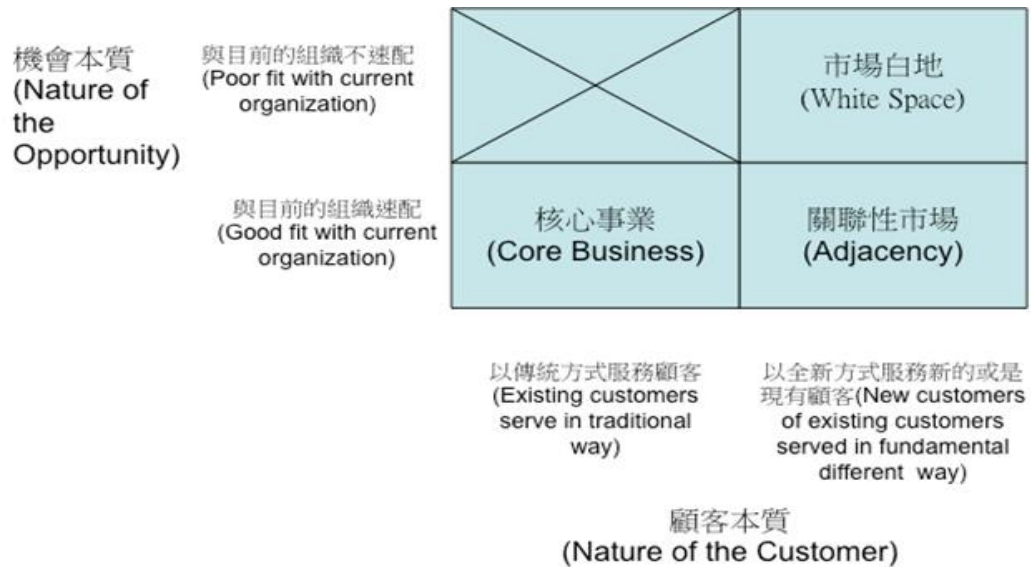 機會本質
(Nature of
the
Opportunity)
與目前的組織不速配
(Poor fit with current
organization)
市場白地
(White Space)
與目前的組織速配
(Good fit with current
organization)
核心事業
(Core Business)
關聯性市場
(Adjacency)
以傳統方式服務顧客
(Existing customers
serve in traditional
way)
以全新方式服務新的或是
現有顧客(New customers
of existing customers
served in fundamental
different way)
顧客本質
(Nature of the Customer)